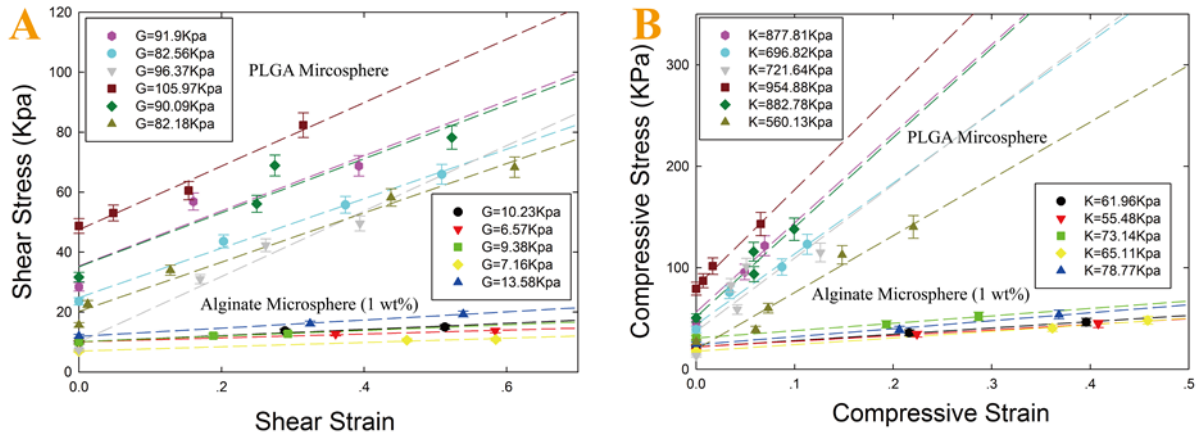 A
Shear Stress (Kpa)
120
100
80
60
40
20
0
G=91.9Kpa
G=82.56Kpa
G=96.37Kpa
G=105.97Kpa
G=90.09Kpa
G=82.18Kpa
PLGA Mircosphere
G=10.23Kpa
G=6.57Kpa
G=9.38Kpa
G=7.16Kpa
G=13.58Kpa
Alginate Microsphere (1 wt%)
0.0 .2 .4 .6
Shear Strain
B
Compressive Stress (KPa)
300
200
100
0
K=877.81Kpa
K=696.82Kpa
K=721.64Kpa
K=954.88Kpa
K=882.78Kpa
K=560.13Kpa
PLGA Mircosphere
K=61.96Kpa
K=55.48Kpa
K=73.14Kpa
K=65.11Kpa
K=78.77Kpa
Alginate Microsphere (1 wt%)
0.0 .1 .2 .3 .4 .5
Compressive Strain